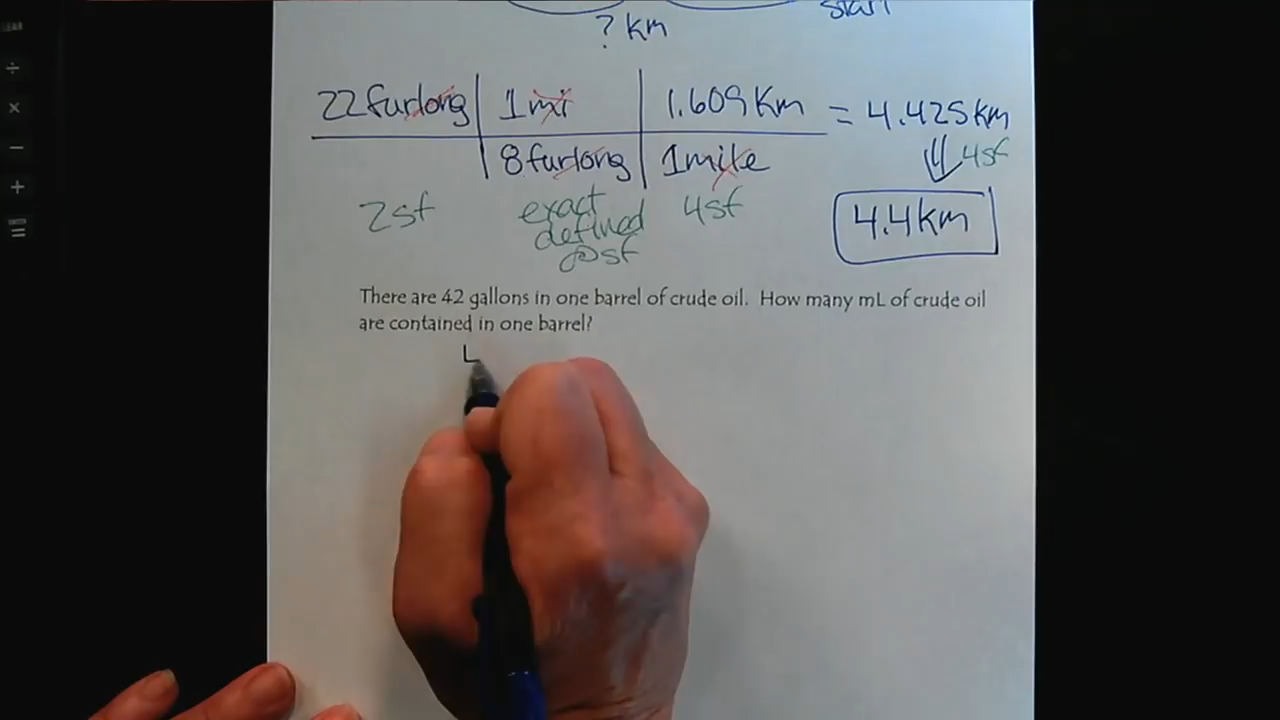 ? km
start
22 furlong | 1 mi | 1.609 km = 4.425 km
8 furlong | 1 mile
4sf
2sf exact 4sf 4.4 km
defined
∞sf
There are 42 gallons in one barrel of crude oil. How many mL of crude oil
are contained in one barrel?